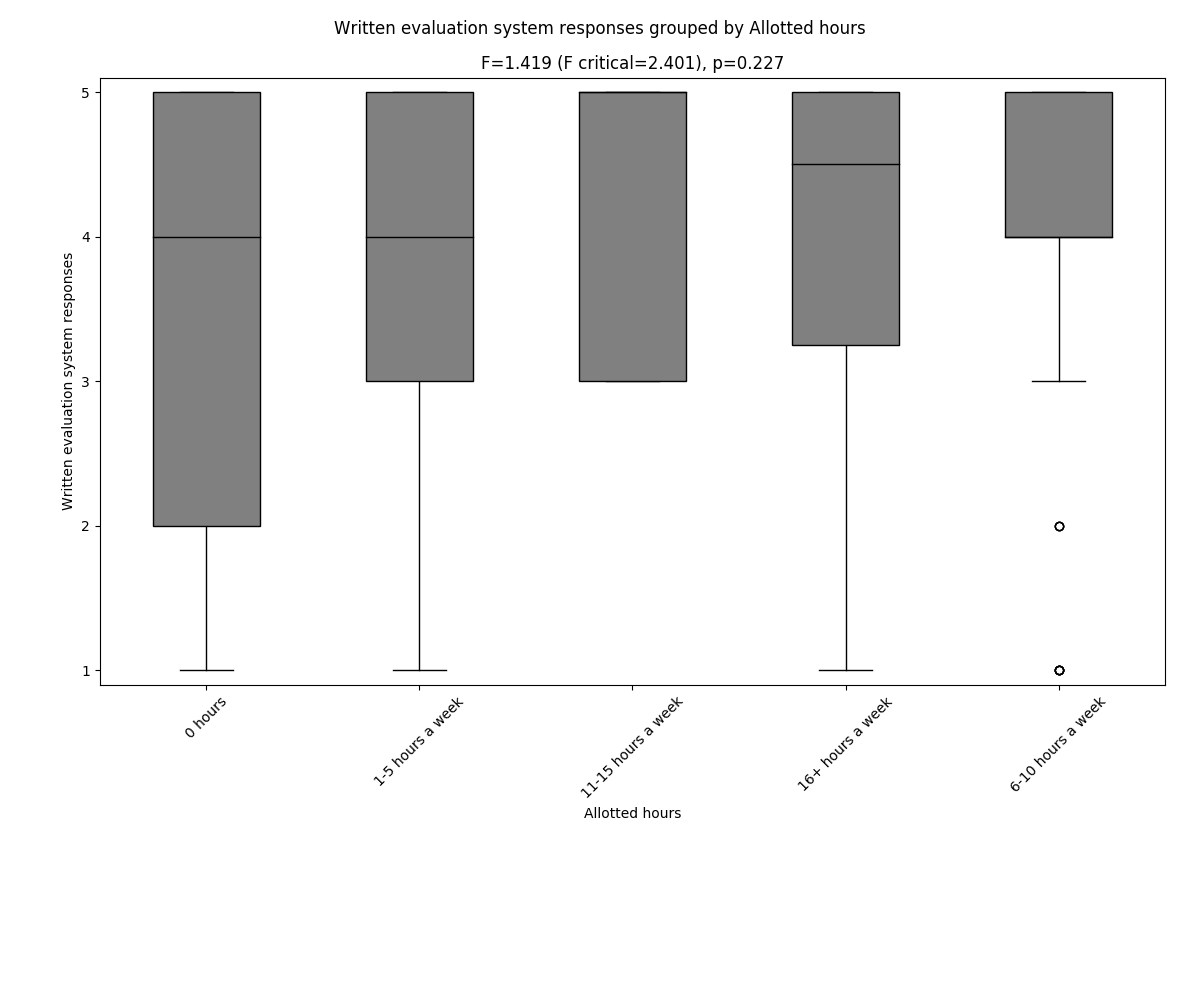 Written evaluation system responses grouped by Allotted hours
F=1.419 (F critical=2.401), p=0.227
Written evaluation system responses
5
4
3
2
1
0 hours
1-5 hours a week
11-15 hours a week
16+ hours a week
6-10 hours a week
Allotted hours